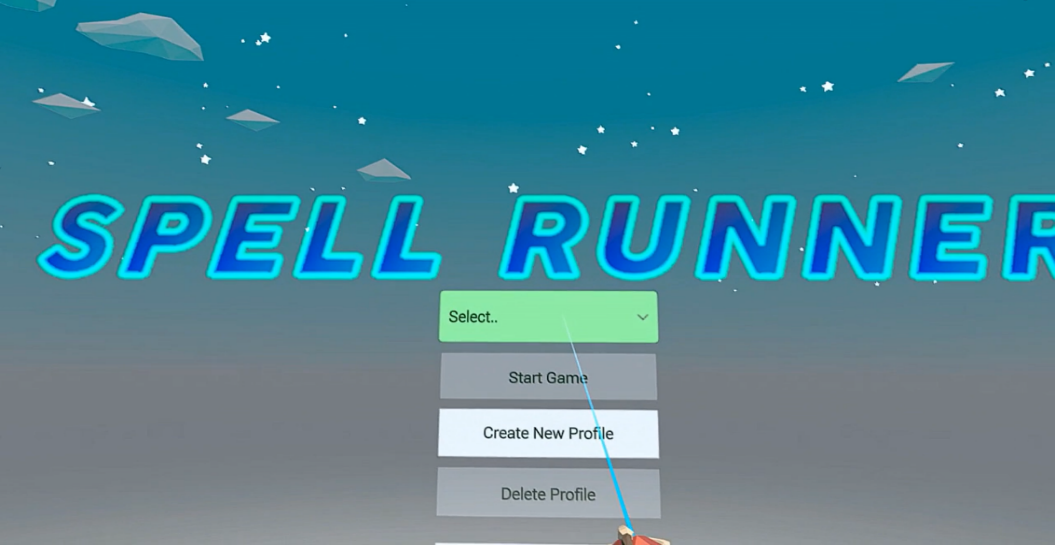 SPELL RUNNER
Select..
Start Game
Create New Profile
Delete Profile